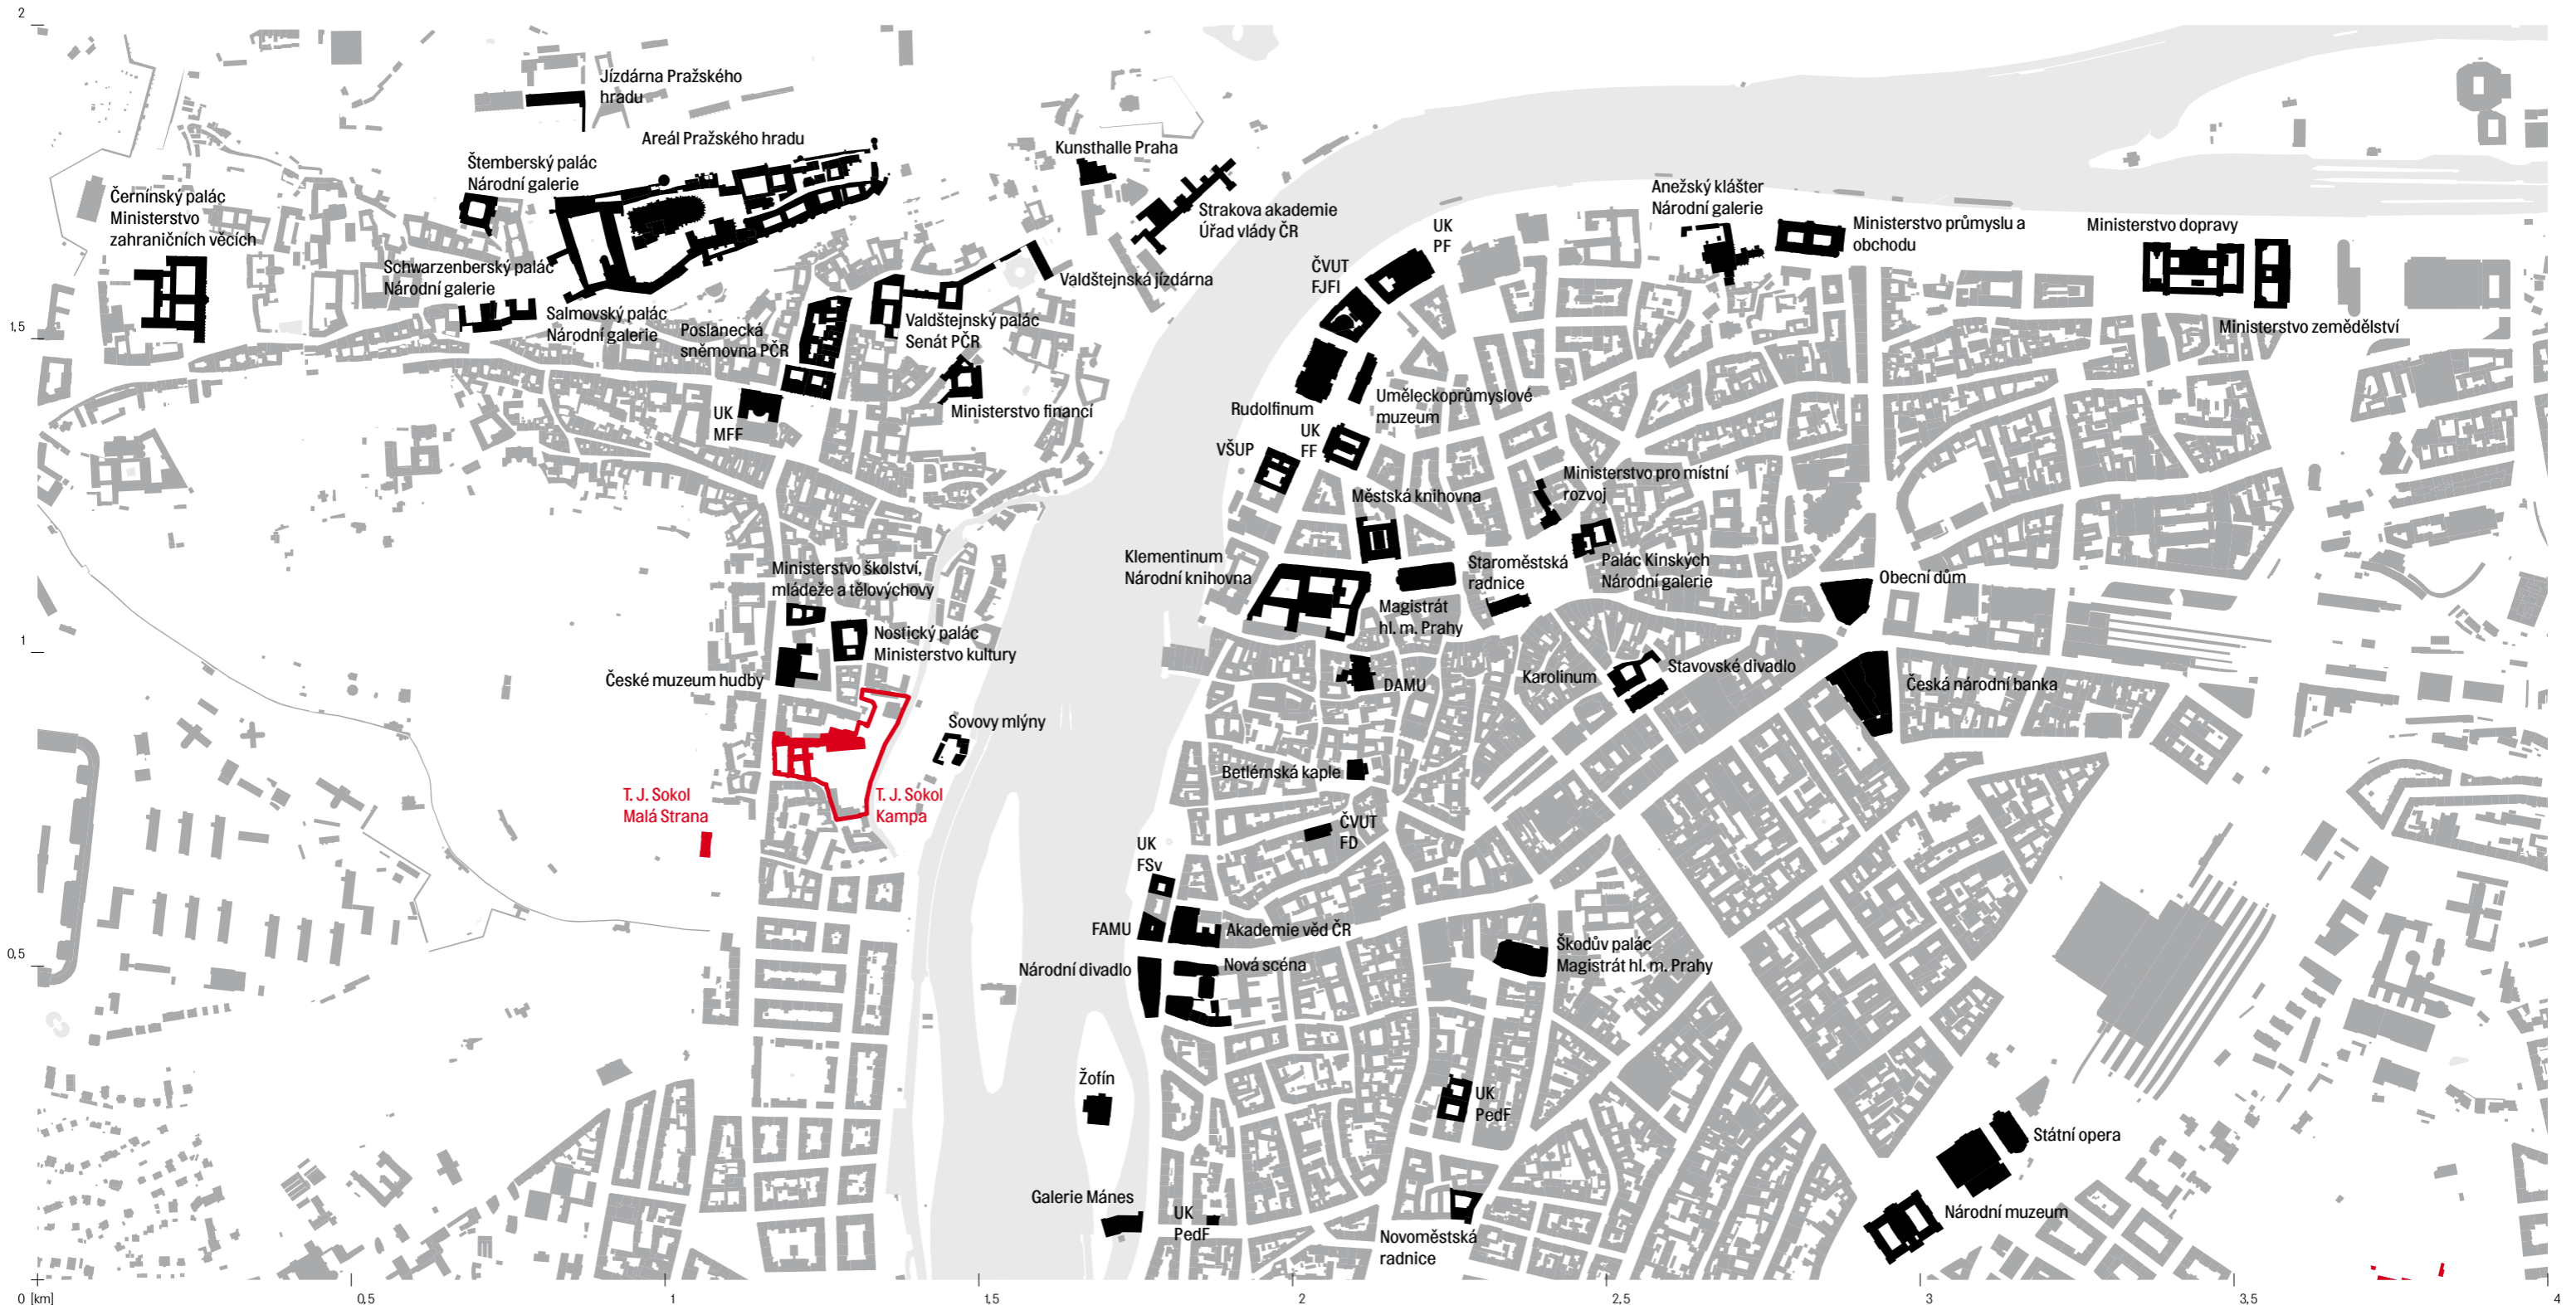 2
Jízdárna Pražského
hradu
Areál Pražského hradu
Kunsthalle Praha
Štemberský palác
Národní galerie
Černínský palác
Ministerstvo
zahraničních věcích
Schwarzenberský palác
Národní galerie
Salmovský palác
Národní galerie
Strakova akademie
Úřad vlády ČR
Valdštejnská jízdárna
Valdštejnský palác
Senát PČR
Poslanecká
sněmovna PČR
Ministerstvo financí
UK
MFF
UK
PF
ČVUT
FJFI
Anežský klášter
Národní galerie
Ministerstvo průmyslu a
obchodu
Ministerstvo dopravy
Ministerstvo zemědělství
1,5
Rudolfinum
Uměleckoprůmyslové
muzeum
UK
FF
VŠUP
Ministerstvo pro místní
rozvoj
Městská knihovna
Klementinum
Národní knihovna
Staroměstská
radnice
Palác Kinských
Národní galerie
Obecní dům
Magistrát
hl. m. Prahy
Ministerstvo školství,
mládeže a tělovýchovy
Nostický palác
Ministerstvo kultury
1
České muzeum hudby
DAMU
Karolinum
Stavovské divadlo
Česká národní banka
Sovovy mlýny
Betlémská kaple
T. J. Sokol
Malá Strana
T. J. Sokol
Kampa
ČVUT
FD
UK
FSv
FAMU
Akademie věd ČR
0,5
Národní divadlo
Nová scéna
Škodův palác
Magistrát hl. m. Prahy
Žofín
UK
PedF
Státní opera
Galerie Mánes
UK
PedF
Novoměstská
radnice
Národní muzeum
0 [km]
0,5
1
1,5
2
2,5
3
3,5
4